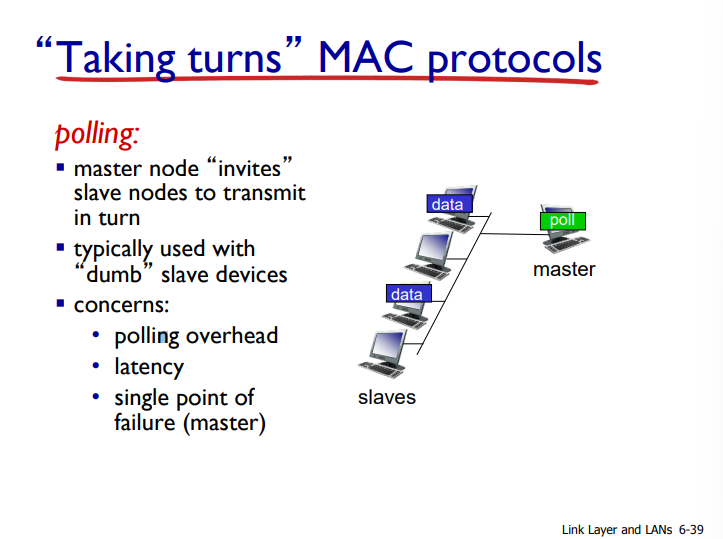 “Taking turns” MAC protocols
polling:
▪ master node “invites”
slave nodes to transmit
in turn
▪ typically used with
“dumb” slave devices
▪ concerns:
• polling overhead
• latency
• single point of
failure (master)
data
poll
master
data
slaves
Link Layer and LANs 6-39